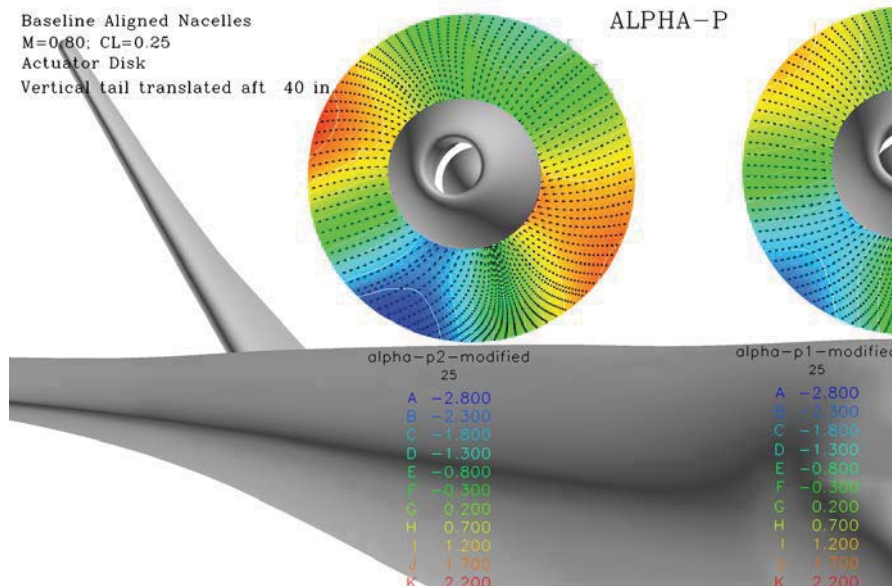 Baseline Aligned Nacelles
M=0.80; CL=0.25
Actuator Disk
Vertical tail translated aft 40 in
ALPHA-P
alpha-p2-modified
25
A -2.800
B -2.300
C -1.800
D -1.300
E -0.800
F -0.300
G 0.200
H 0.700
I 1.200
J 1.700
K 2.200
alpha-p1-modified
25
A -2.800
B -2.300
C -1.800
D -1.300
E -0.800
F -0.300
G 0.200
H 0.700
I 1.200
J 1.700
K 2.200